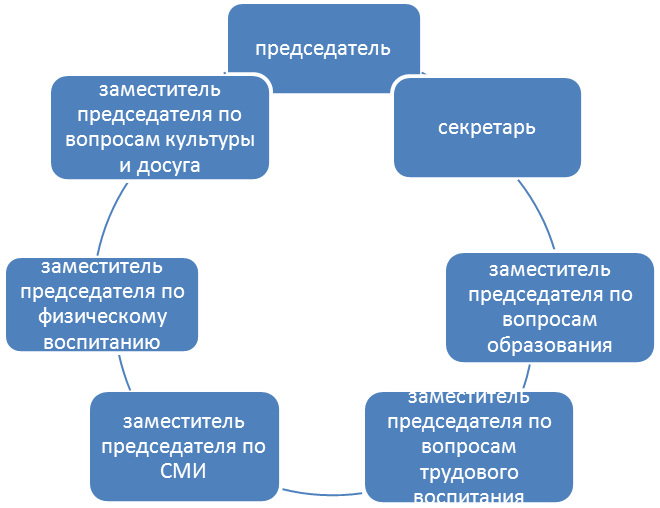 председатель
секретарь
заместитель
председателя по
вопросам
образования
заместитель
председателя по
вопросам
трудового
воспитания
заместитель
председателя по
СМИ
заместитель
председателя по
физическому
воспитанию
заместитель
председателя по
вопросам культуры
и досуга